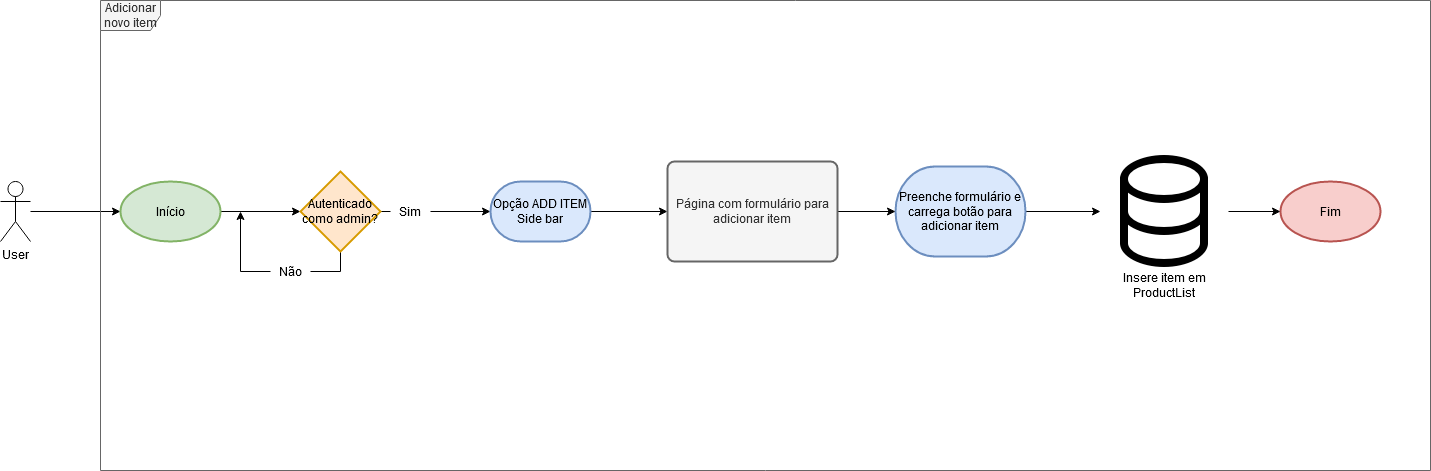 Adicionar
novo item
User
Início
Autenticado
como admin?
Sim
Não
Opção ADD ITEM
Side bar
Página com formulário para
adicionar item
Preenche formulário e
carrega botão para
adicionar item
Insere item em
ProductList
Fim